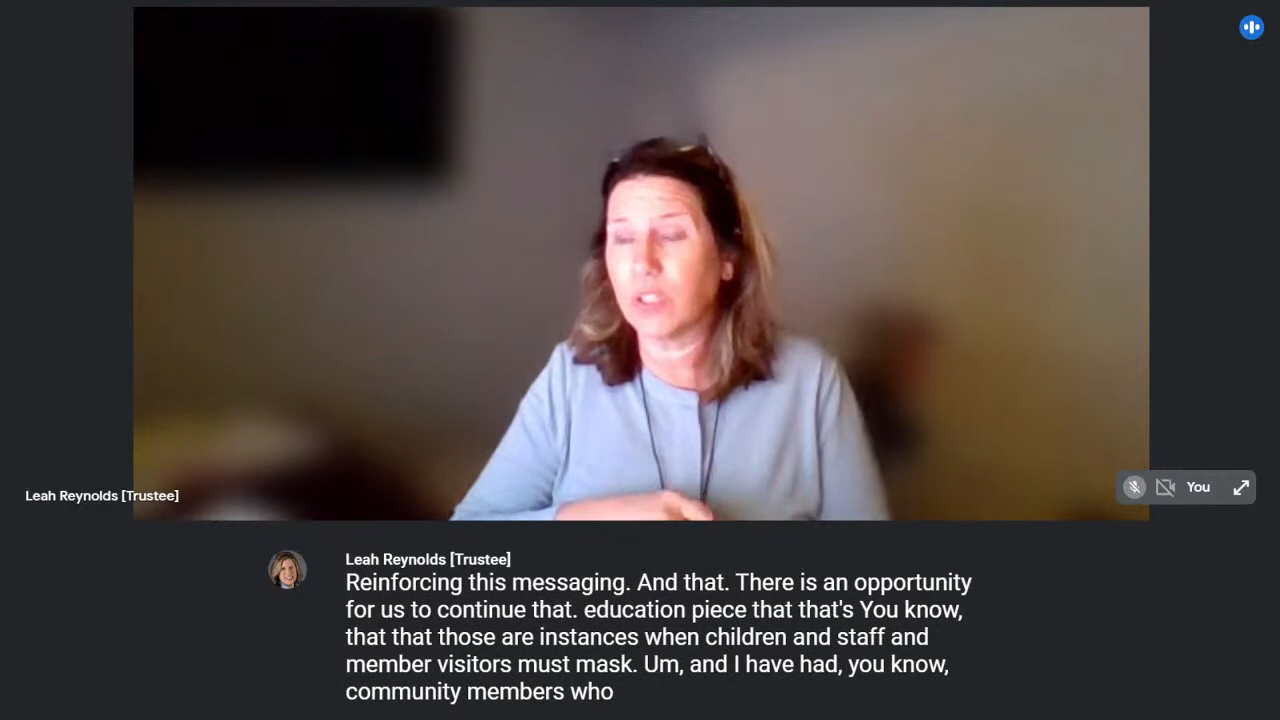 Leah Reynolds [Trustee]
You
Leah Reynolds [Trustee]
Reinforcing this messaging. And that. There is an opportunity
for us to continue that. education piece that that's You know,
that that those are instances when children and staff and
member visitors must mask. Um, and I have had, you know,
community members who